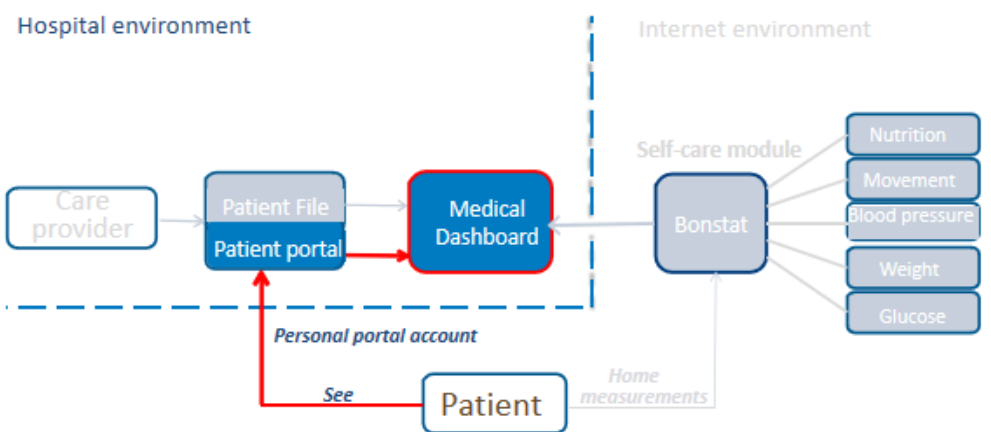 Hospital environment
Internet environment
Self-care module
Nutrition
Movement
Blood pressure
Weight
Glucose
Care
provider
Patient File
Patient portal
Medical
Dashboard
Bonstat
Personal portal account
See
Patient
Home
measurements